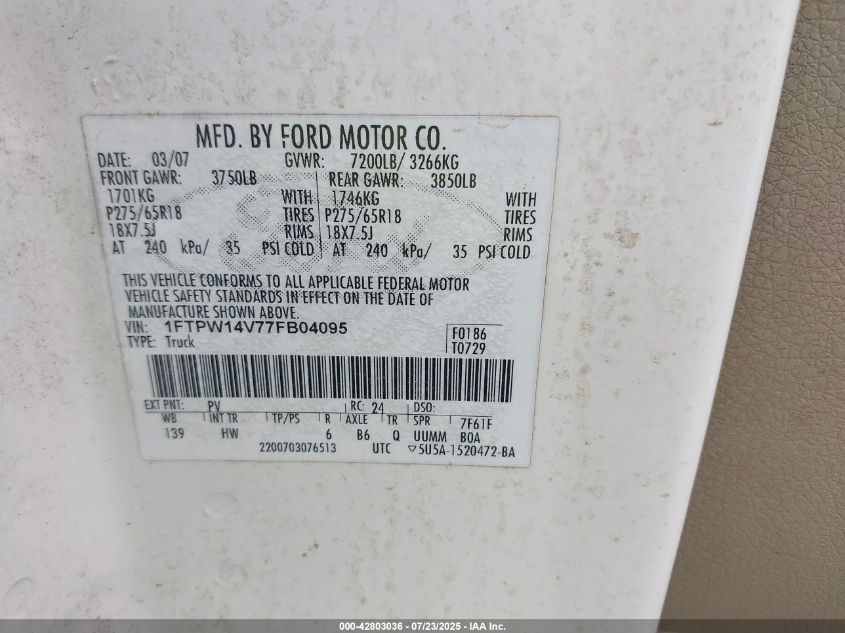 MFD. BY FORD MOTOR CO.
DATE: 03/07 GVWR: 7200LB/ 3266KG
FRONT GAWR: 3750LB REAR GAWR: 3850LB
1701KG WITH 1746KG WITH
P275/65R18 TIRES P275/65R18 TIRES
18X7.5J RIMS 18X7.5J RIMS
AT 240 kPa/ 35 PSI COLD AT 240 kPa/ 35 PSI COLD
THIS VEHICLE CONFORMS TO ALL APPLICABLE FEDERAL MOTOR
VEHICLE SAFETY STANDARDS IN EFFECT ON THE DATE OF
MANUFACTURE SHOWN ABOVE.
VIN: 1FTPW14V77FB04095 F0186
TYPE: Truck T0729
EXT PNT: PV RC: 24 DSO:
WB INT TR TP/PS R AXLE TR SPR 7F61F
139 HW 6 B6 Q UUMM B0A
2200703076513 UTC ▽5U5A-1520472-BA
000-42803036 - 07/23/2025 - IAA Inc.